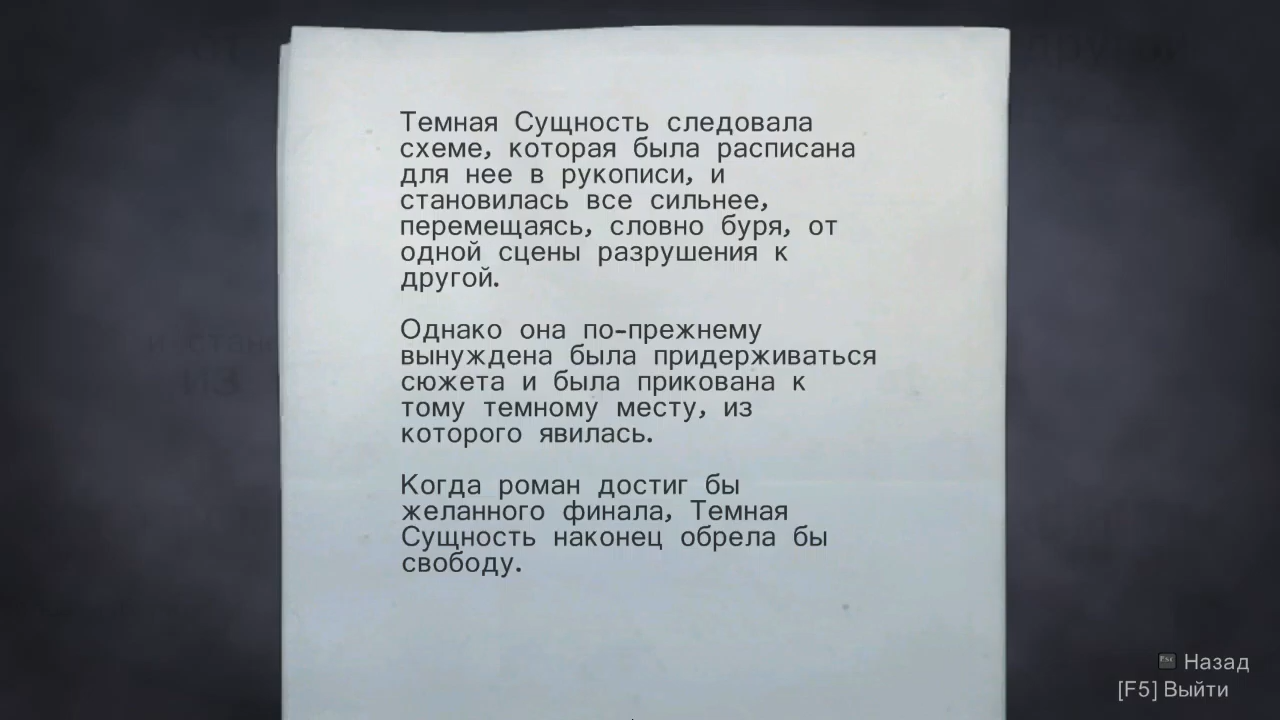 Темная Сущность следовала
схеме, которая была расписана
для нее в рукописи, и
становилась все сильнее,
перемещаясь, словно буря, от
одной сцены разрушения к
другой.
Однако она по-прежнему
вынуждена была придерживаться
сюжета и была прикована к
тому темному месту, из
которого явилась.
Когда роман достиг бы
желанного финала, Темная
Сущность наконец обрела бы
свободу.
Esc Назад
[F5] Выйти